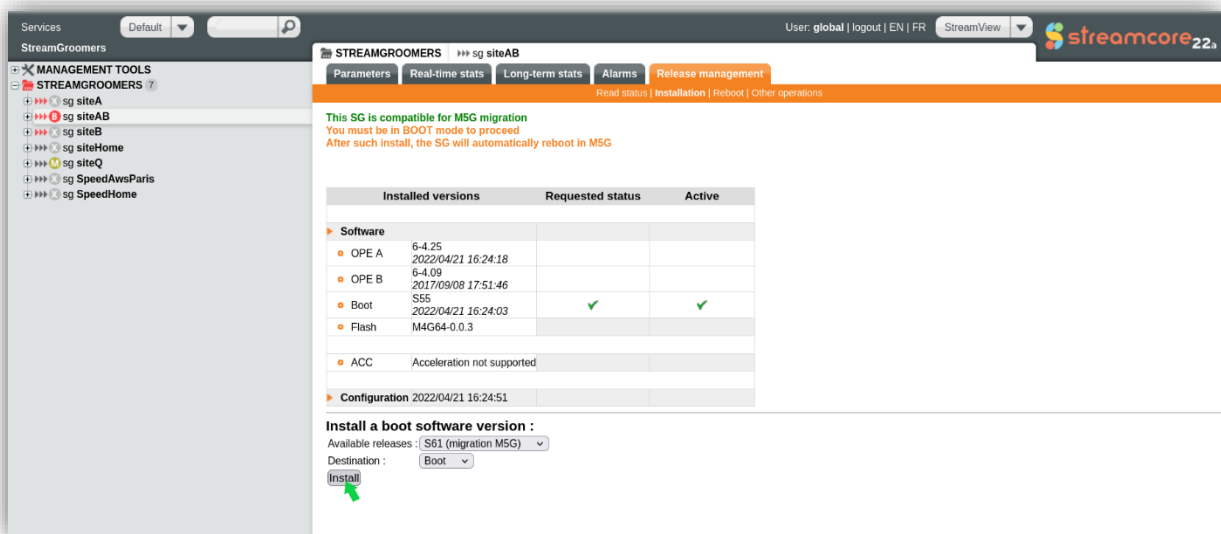 Services Default User: global | logout | EN | FR StreamView streamcore22a
StreamGroomers
MANAGEMENT TOOLS
STREAMGROOMERS 7
sg siteA
B sg siteAB
sg siteB
sg siteHome
M sg siteQ
sg SpeedAwsParis
sg SpeedHome
STREAMGROOMERS sg siteAB
Parameters Real-time stats Long-term stats Alarms Release management
Read status | Installation | Reboot | Other operations
This SG is compatible for M5G migration
You must be in BOOT mode to proceed
After such install, the SG will automatically reboot in M5G
Installed versions Requested status Active
Software
OPE A 6-4.25
2022/04/21 16:24:18
OPE B 6-4.09
2017/09/08 17:51:46
Boot S55
2022/04/21 16:24:03
Flash M4G64-0.0.3
ACC Acceleration not supported
Configuration 2022/04/21 16:24:51
Install a boot software version :
Available releases : S61 (migration M5G)
Destination : Boot
Install